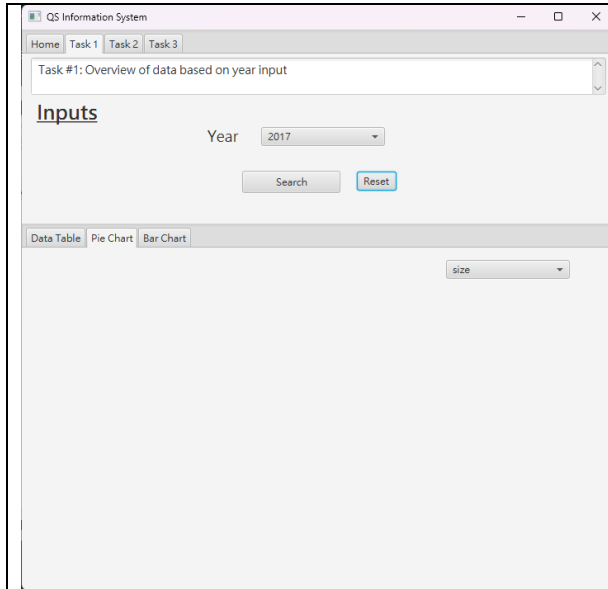 QS Information System
Home Task 1 Task 2 Task 3
Task #1: Overview of data based on year input
Inputs
Year 2017
Search Reset
Data Table Pie Chart Bar Chart
size